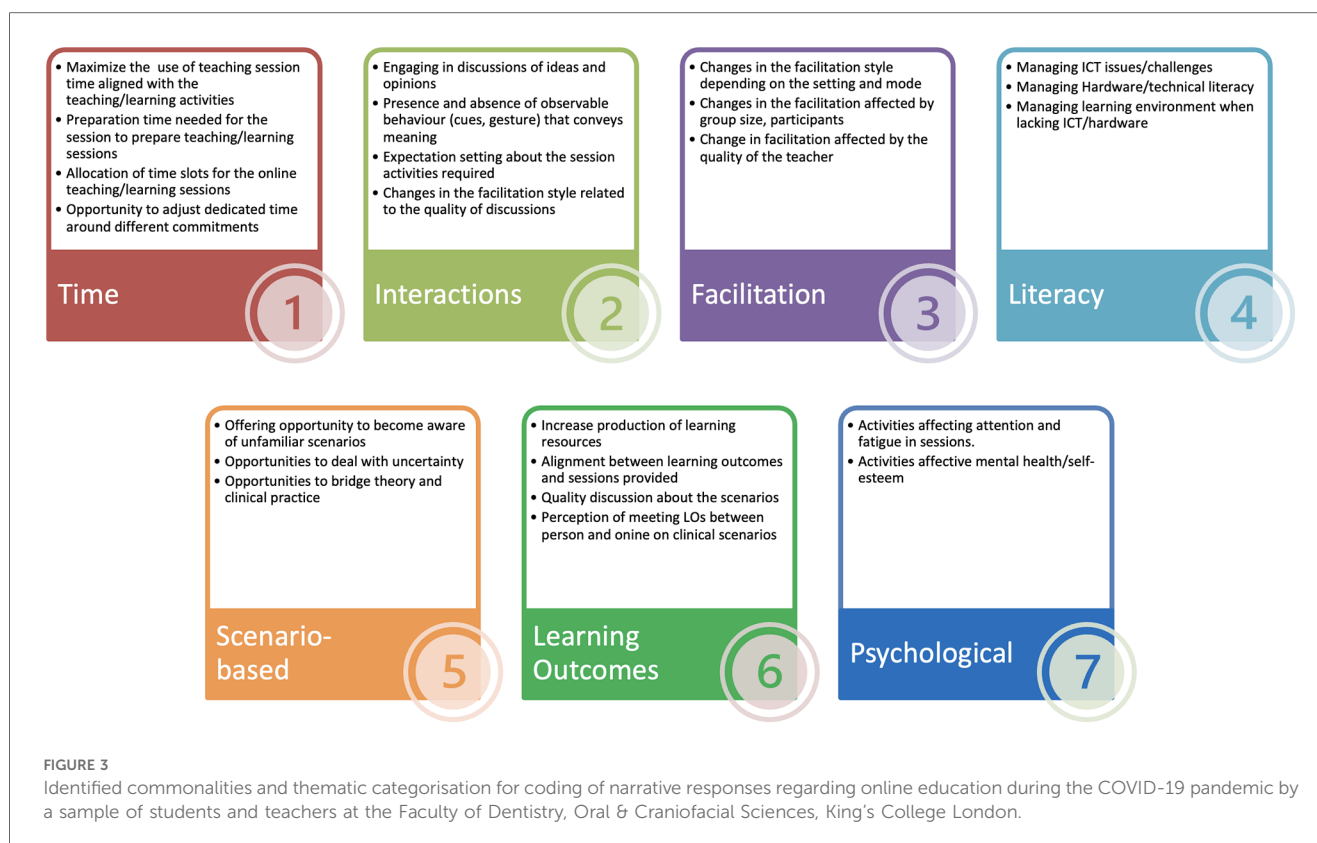 • Maximize the use of teaching session
time aligned with the
teaching/learning activities
• Preparation time needed for the
session to prepare teaching/learning
sessions
• Allocation of time slots for the online
teaching/learning sessions
• Opportunity to adjust dedicated time
around different commitments
Time
1
• Engaging in discussions of ideas and
opinions
• Presence and absence of observable
behaviour (cues, gesture) that conveys
meaning
• Expectation setting about the session
activities required
• Changes in the facilitation style related
to the quality of discussions
Interactions
2
• Changes in the facilitation style
depending on the setting and mode
• Changes in the facilitation affected by
group size, participants
• Change in facilitation affected by the
quality of the teacher
Facilitation
3
• Managing ICT issues/challenges
• Managing Hardware/technical literacy
• Managing learning environment when
lacking ICT/hardware
Literacy
4
• Offering opportunity to become aware
of unfamiliar scenarios
• Opportunities to deal with uncertainty
• Opportunities to bridge theory and
clinical practice
Scenario-
based
5
• Increase production of learning
resources
• Alignment between learning outcomes
and sessions provided
• Quality discussion about the scenarios
• Perception of meeting LOs between
person and onine on clinical scenarios
Learning
Outcomes
6
• Activities affecting attention and
fatigue in sessions.
• Activities affective mental health/self-
esteem
Psychological
7
FIGURE 3
Identified commonalities and thematic categorisation for coding of narrative responses regarding online education during the COVID-19 pandemic by
a sample of students and teachers at the Faculty of Dentistry, Oral & Craniofacial Sciences, King's College London.